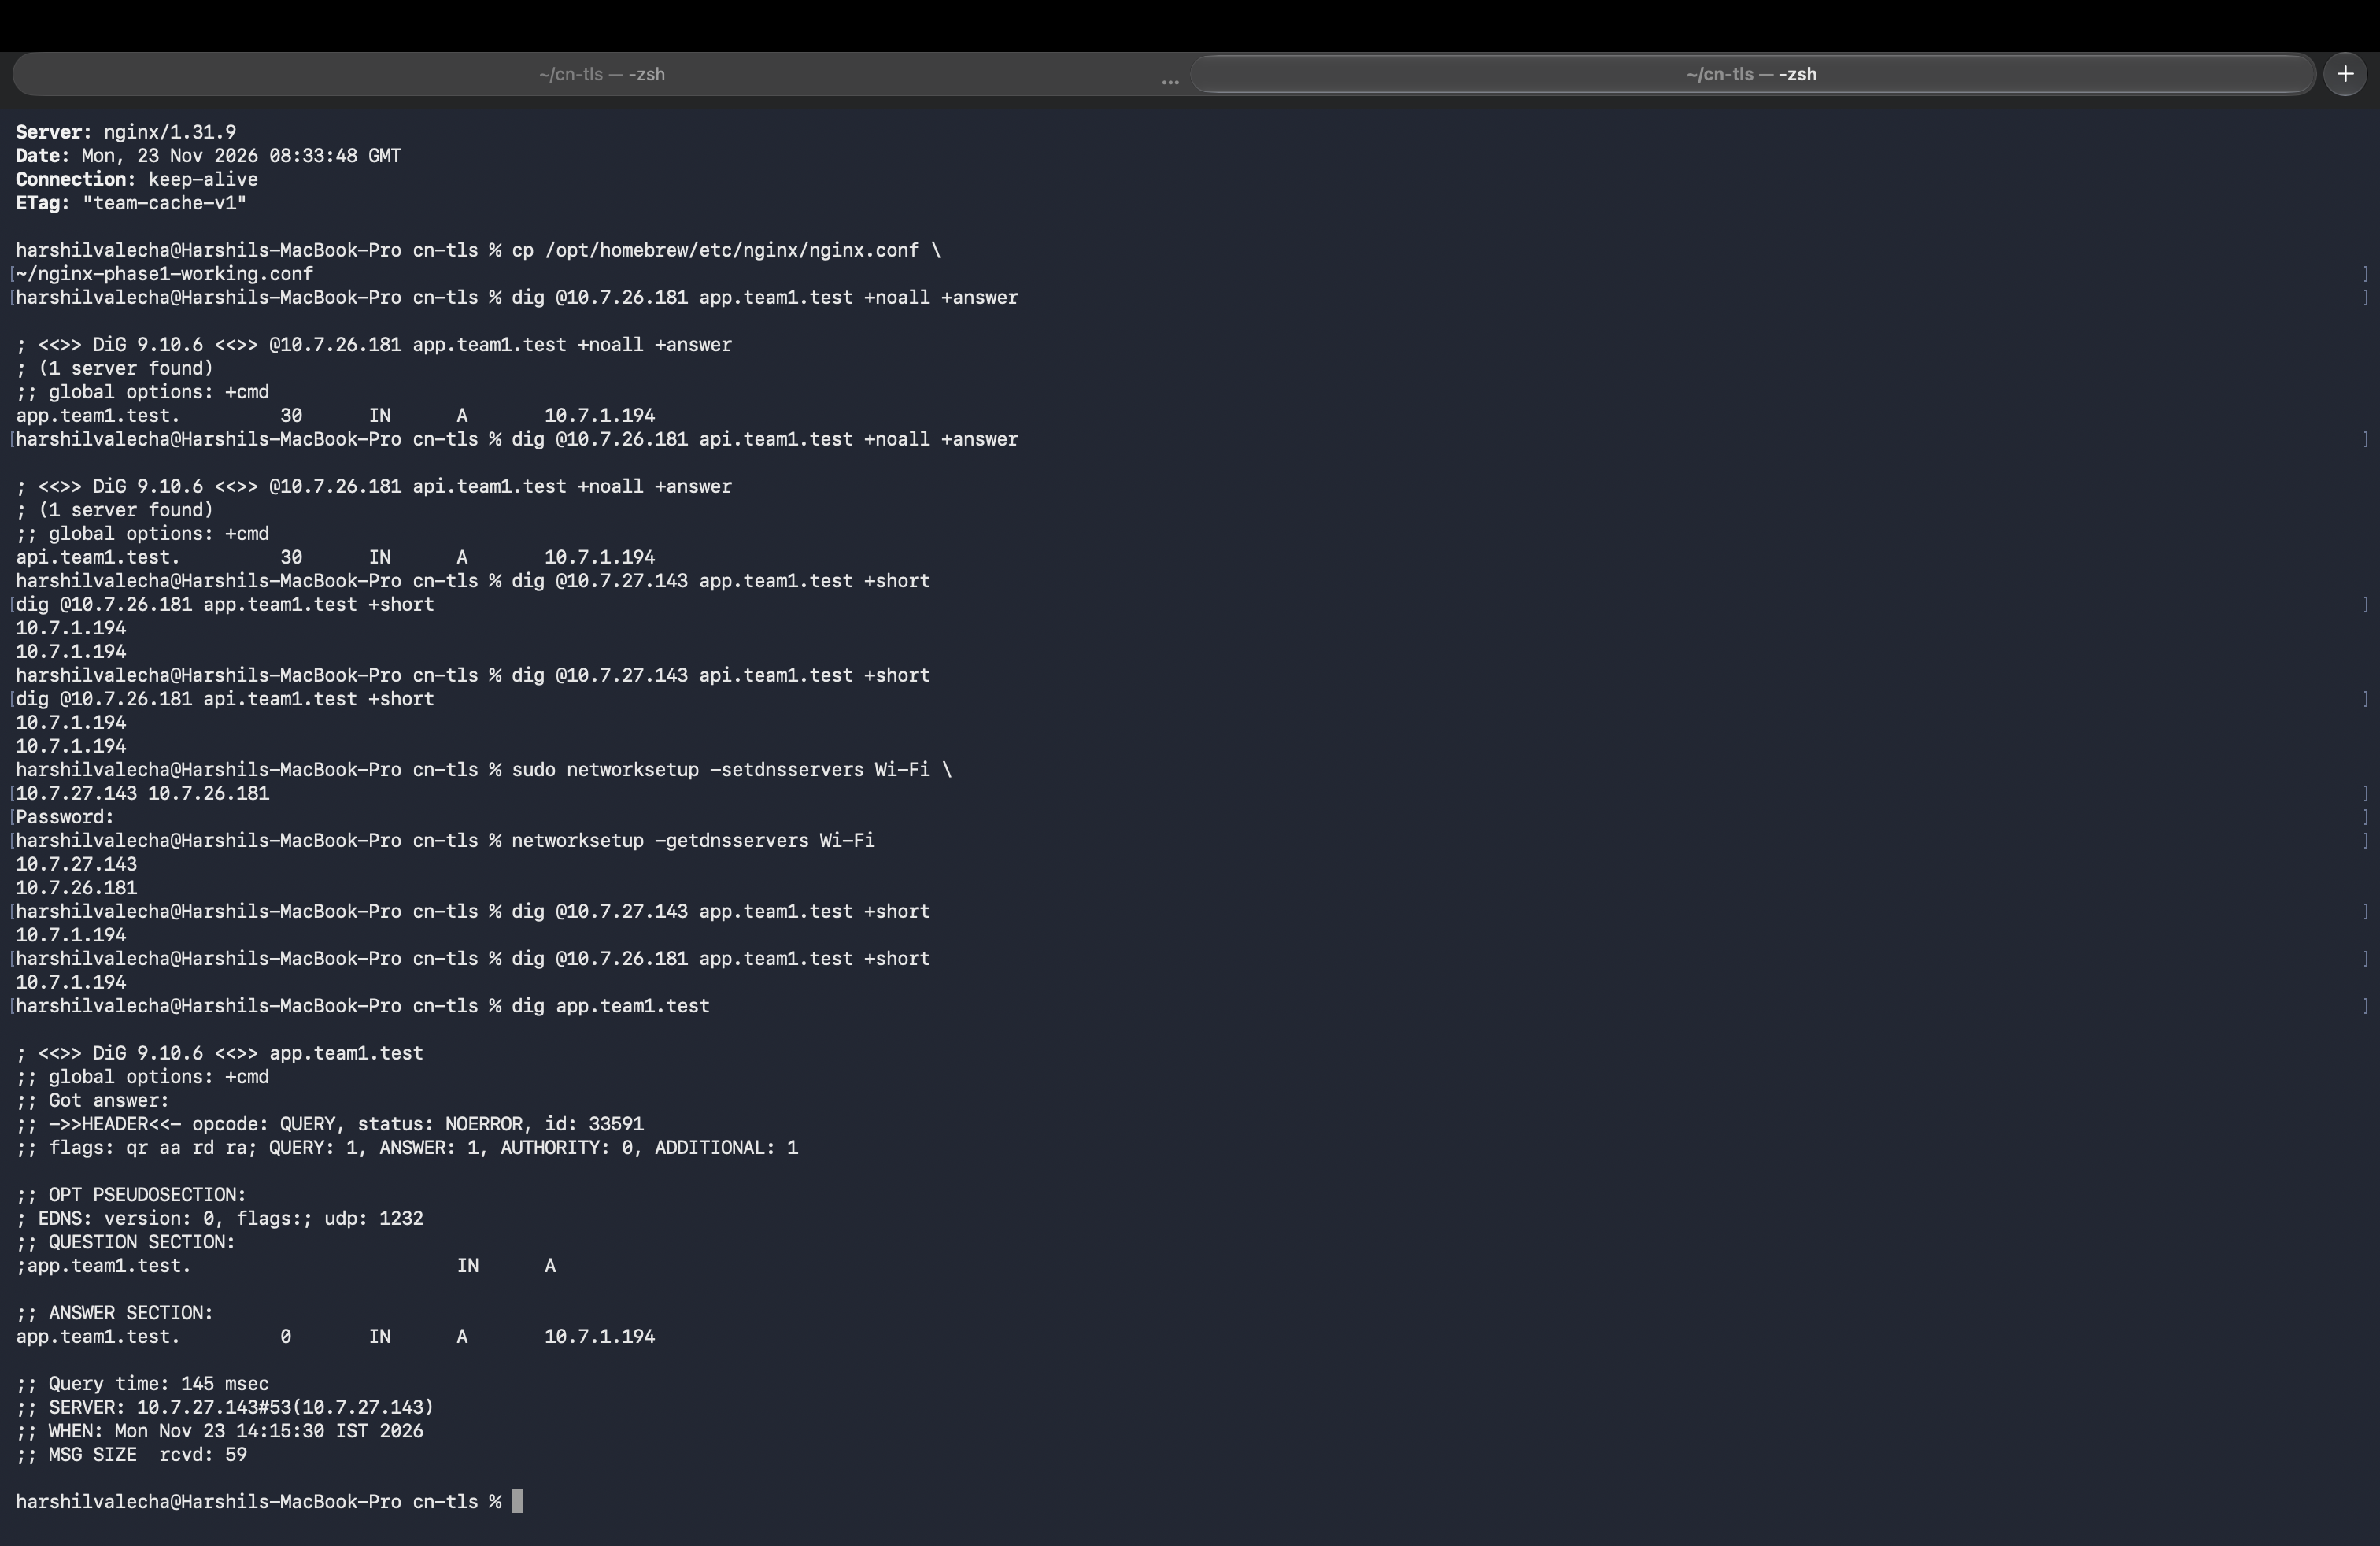 ~/cn-tls — -zsh
...
~/cn-tls — -zsh
+
Server: nginx/1.31.9
Date: Mon, 23 Nov 2026 08:33:48 GMT
Connection: keep-alive
ETag: "team-cache-v1"
harshilvalecha@Harshils-MacBook-Pro cn-tls % cp /opt/homebrew/etc/nginx/nginx.conf \
[~/nginx-phase1-working.conf ]
[harshilvalecha@Harshils-MacBook-Pro cn-tls % dig @10.7.26.181 app.team1.test +noall +answer ]
; <<>> DiG 9.10.6 <<>> @10.7.26.181 app.team1.test +noall +answer
; (1 server found)
;; global options: +cmd
app.team1.test. 30 IN A 10.7.1.194
[harshilvalecha@Harshils-MacBook-Pro cn-tls % dig @10.7.26.181 api.team1.test +noall +answer ]
; <<>> DiG 9.10.6 <<>> @10.7.26.181 api.team1.test +noall +answer
; (1 server found)
;; global options: +cmd
api.team1.test. 30 IN A 10.7.1.194
harshilvalecha@Harshils-MacBook-Pro cn-tls % dig @10.7.27.143 app.team1.test +short
[dig @10.7.26.181 app.team1.test +short ]
10.7.1.194
10.7.1.194
harshilvalecha@Harshils-MacBook-Pro cn-tls % dig @10.7.27.143 api.team1.test +short
[dig @10.7.26.181 api.team1.test +short ]
10.7.1.194
10.7.1.194
harshilvalecha@Harshils-MacBook-Pro cn-tls % sudo networksetup -setdnsservers Wi-Fi \
[10.7.27.143 10.7.26.181 ]
[Password: ]
[harshilvalecha@Harshils-MacBook-Pro cn-tls % networksetup -getdnsservers Wi-Fi ]
10.7.27.143
10.7.26.181
[harshilvalecha@Harshils-MacBook-Pro cn-tls % dig @10.7.27.143 app.team1.test +short ]
10.7.1.194
[harshilvalecha@Harshils-MacBook-Pro cn-tls % dig @10.7.26.181 app.team1.test +short ]
10.7.1.194
[harshilvalecha@Harshils-MacBook-Pro cn-tls % dig app.team1.test ]
; <<>> DiG 9.10.6 <<>> app.team1.test
;; global options: +cmd
;; Got answer:
;; ->>HEADER<<- opcode: QUERY, status: NOERROR, id: 33591
;; flags: qr aa rd ra; QUERY: 1, ANSWER: 1, AUTHORITY: 0, ADDITIONAL: 1
;; OPT PSEUDOSECTION:
; EDNS: version: 0, flags:; udp: 1232
;; QUESTION SECTION:
;app.team1.test. IN A
;; ANSWER SECTION:
app.team1.test. 0 IN A 10.7.1.194
;; Query time: 145 msec
;; SERVER: 10.7.27.143#53(10.7.27.143)
;; WHEN: Mon Nov 23 14:15:30 IST 2026
;; MSG SIZE rcvd: 59
harshilvalecha@Harshils-MacBook-Pro cn-tls %